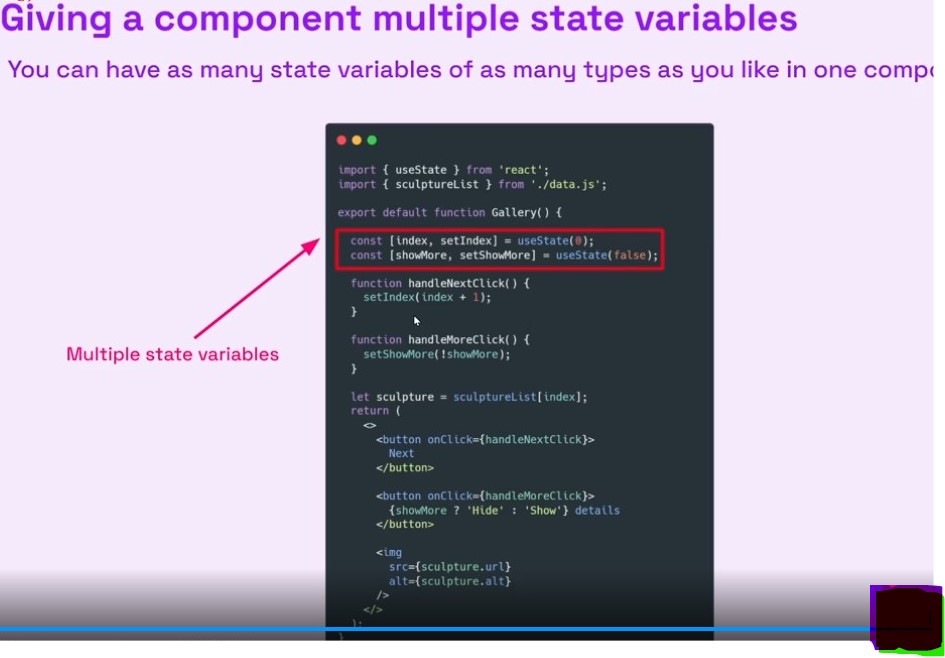 Giving a component multiple state variables
You can have as many state variables of as many types as you like in one comp
import { useState } from 'react';
import { sculptureList } from './data.js';
export default function Gallery() {
const [index, setIndex] = useState(0);
const [showMore, setShowMore] = useState(false);
function handleNextClick() {
setIndex(index + 1);
}
Multiple state variables
function handleMoreClick() {
setShowMore(!showMore);
}
let sculpture = sculptureList[index];
return (
<>
<button onClick={handleNextClick}>
Next
</button>
<button onClick={handleMoreClick}>
{showMore ? 'Hide' : 'Show'} details
</button>
<img
src={sculpture.url}
alt={sculpture.alt}
/>
</>
);
}